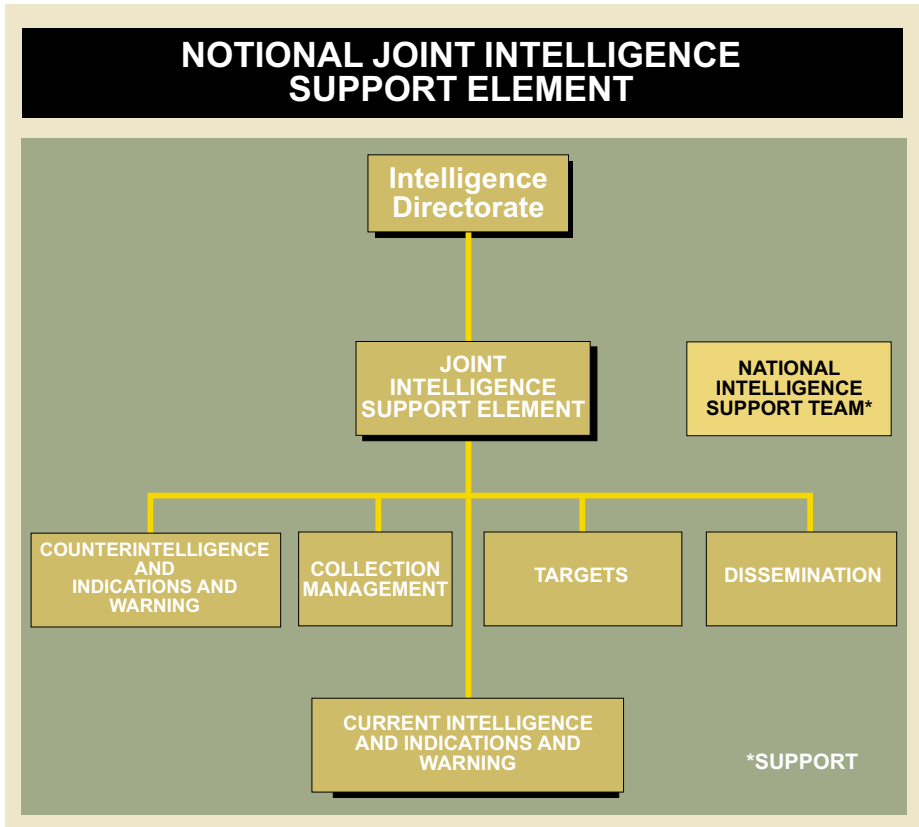 NOTIONAL JOINT INTELLIGENCE
SUPPORT ELEMENT
Intelligence
Directorate
JOINT
INTELLIGENCE
SUPPORT ELEMENT
NATIONAL
INTELLIGENCE
SUPPORT TEAM*
COUNTERINTELLIGENCE
AND
INDICATIONS AND
WARNING
COLLECTION
MANAGEMENT
TARGETS
DISSEMINATION
CURRENT INTELLIGENCE
AND INDICATIONS AND
WARNING
*SUPPORT